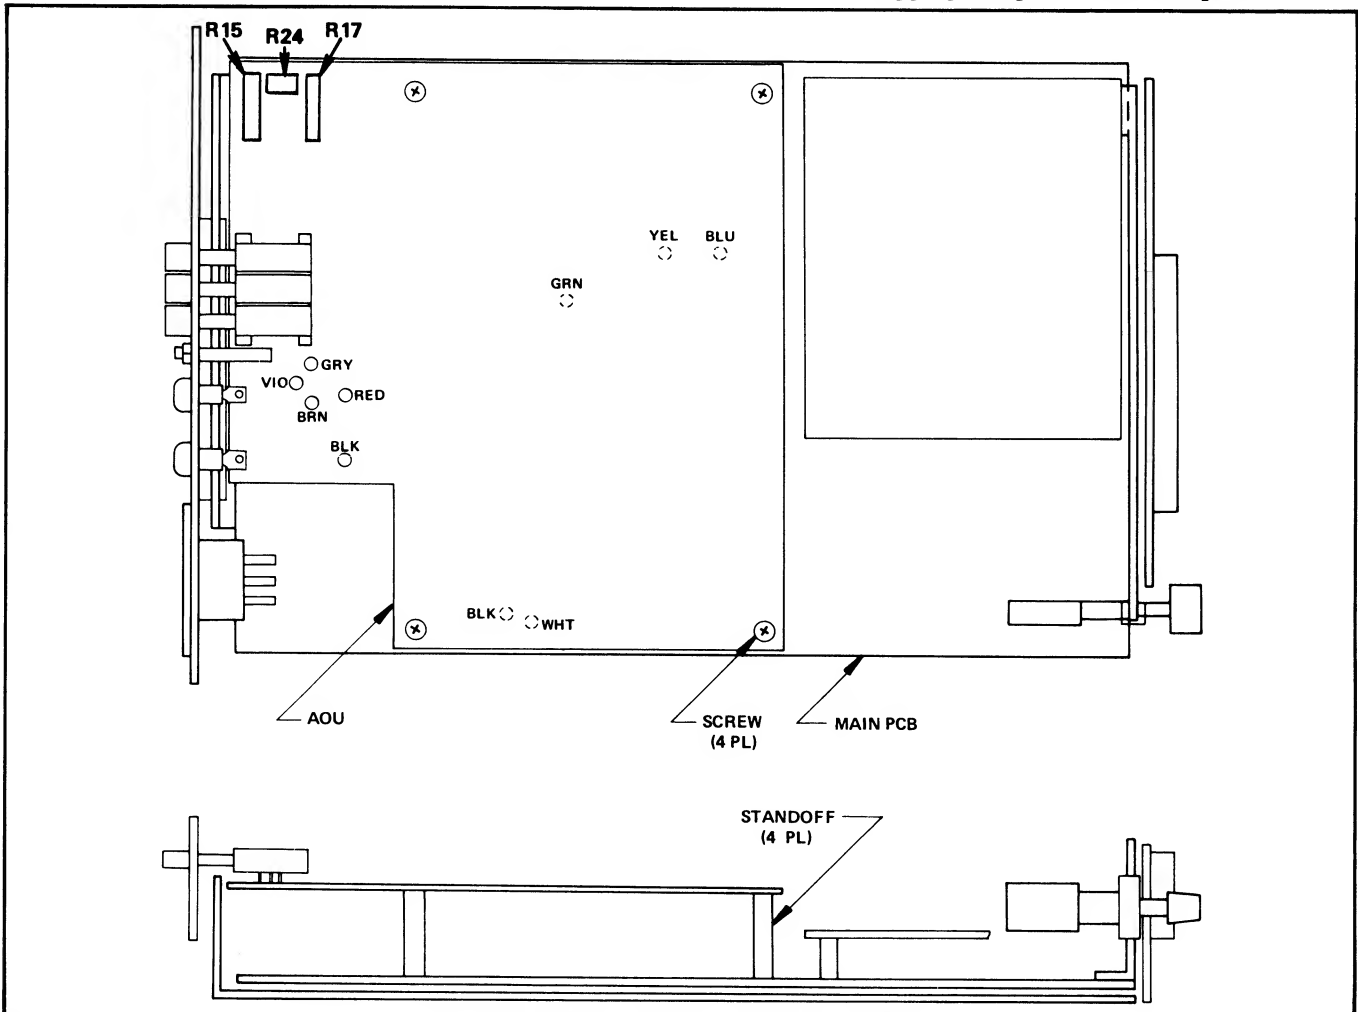 R15 R24 R17
YEL BLU
GRN
GRY
VIO RED
BRN
BLK
BLK WHT
AOU
SCREW
(4 PL)
MAIN PCB
STANDOFF
(4 PL)